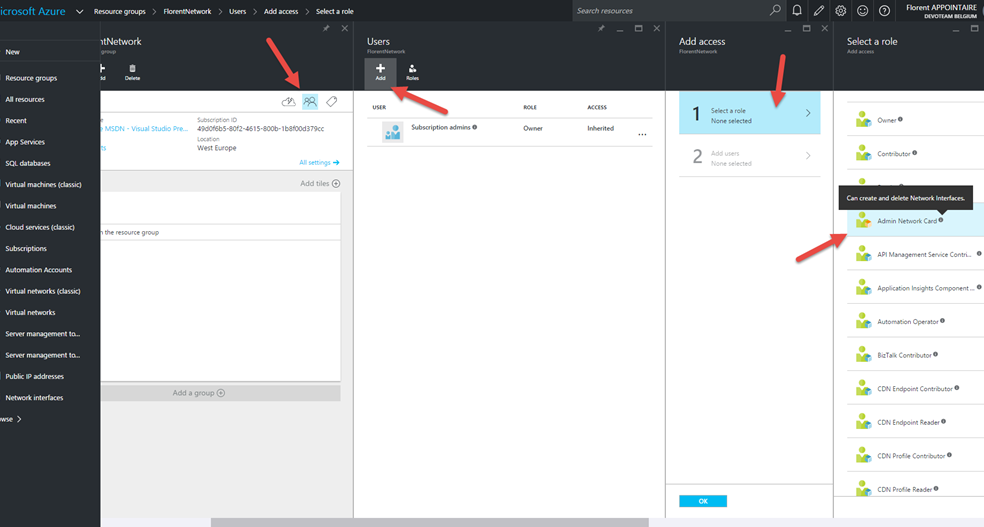 icrosoft Azure
Resource groups > FlorentNetwork > Users > Add access > Select a role
Search resources
Florent APPOINTAIRE
DEVOTEAM BELGIUM
New
Resource groups
All resources
Recent
App Services
SQL databases
Virtual machines (classic)
Virtual machines
Cloud services (classic)
Subscriptions
Automation Accounts
Virtual networks (classic)
Virtual networks
Server management to...
Server management to...
Public IP addresses
Network interfaces
wse >
entNetwork
group
dd
Delete
Subscription ID
MSDN - Visual Studio Pre...
49d0f6b5-80f2-4615-800b-1b8f00d379cc
Location
West Europe
All settings →
Add tiles
n the resource group
Add a group
Users
FlorentNetwork
Add
Roles
USER
ROLE
ACCESS
Subscription admins
Owner
Inherited
...
Add access
FlorentNetwork
1
Select a role
None selected
2
Add users
None selected
OK
Select a role
Add access
Owner
Contributor
Can create and delete Network Interfaces.
Admin Network Card
API Management Service Contri...
Application Insights Component ...
Automation Operator
BizTalk Contributor
CDN Endpoint Contributor
CDN Endpoint Reader
CDN Profile Contributor
CDN Profile Reader